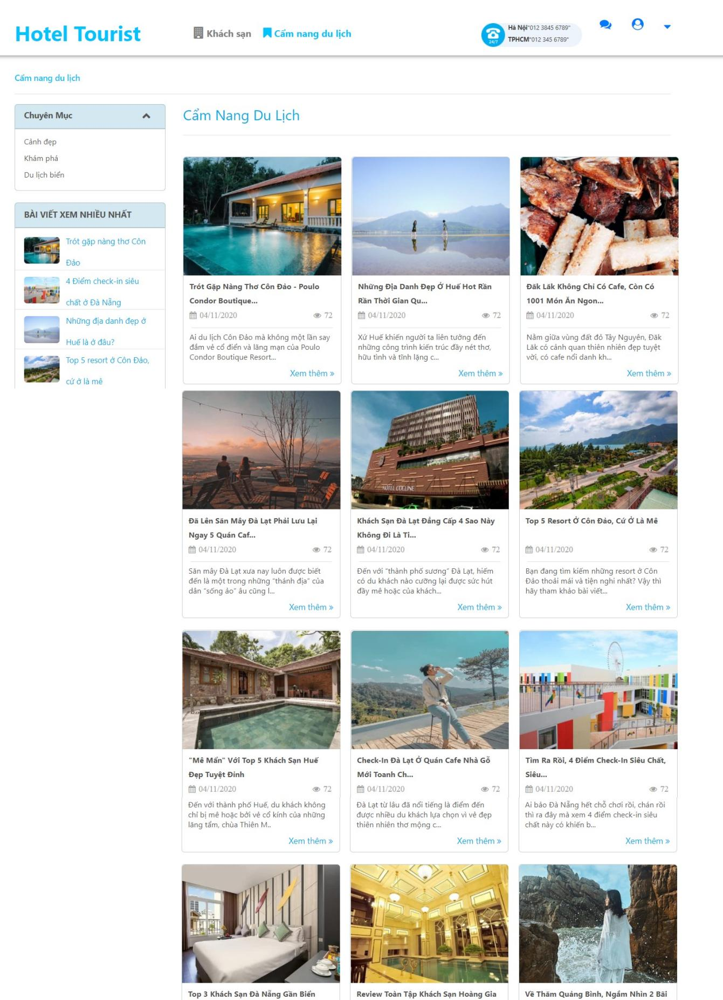 Hotel Tourist
Khách sạn
Cẩm nang du lịch
Hà Nội"012 3845 6789"
TPHCM"012 345 6789"
24/7
Cẩm nang du lịch
Chuyên Mục
Cảnh đẹp
Khám phá
Du lịch biển
BÀI VIẾT XEM NHIỀU NHẤT
Trót gặp nàng thơ Côn
Đảo
4 Điểm check-in siêu
chất ở Đà Nẵng
Những địa danh đẹp ở
Huế là ở đâu?
Top 5 resort ở Côn Đảo,
cứ ở là mê
Cẩm Nang Du Lịch
Trót Gặp Nàng Thơ Côn Đảo - Poulo
Condor Boutique...
04/11/2020 72
Ai du lịch Côn Đảo mà không một lần say
đắm vẻ cổ điển và lãng mạn của Poulo
Condor Boutique Resort...
Xem thêm »
Những Địa Danh Đẹp Ở Huế Hot Rần
Rần Thời Gian Qu...
04/11/2020 72
Xứ Huế khiến người ta liên tưởng đến
những công trình kiến trúc đầy nét thơ,
hữu tình và tĩnh lặng c...
Xem thêm »
Đăk Lăk Không Chỉ Có Cafe, Còn Có
1001 Món Ăn Ngon...
04/11/2020 72
Nằm giữa vùng đất đỏ Tây Nguyên, Đăk
Lăk có cảnh quan thiên nhiên đẹp tuyệt
vời, có cafe nổi danh kh...
Xem thêm »
HOTEL COLLINE
Đã Lên Săn Mây Đà Lạt Phải Lưu Lại
Ngay 5 Quán Caf...
04/11/2020 72
Săn mây Đà Lạt xưa nay luôn được biết
đến là một trong những "thánh địa" của
dân "sống ảo" âu cũng l...
Xem thêm »
Khách Sạn Đà Lạt Đẳng Cấp 4 Sao Này
Không Đi Là Ti...
04/11/2020 72
Đến với "thành phố sương" Đà Lạt, hiếm
có du khách nào cưỡng lại được sức hút
đầy mê hoặc của khách...
Xem thêm »
Top 5 Resort Ở Côn Đảo, Cứ Ở Là Mê
04/11/2020 72
Bạn đang tìm kiếm những resort ở Côn
Đảo thoải mái và tiện nghi nhất? Vậy thì
hãy tham khảo bài viết...
Xem thêm »
"Mê Mẩn" Với Top 5 Khách Sạn Huế
Đẹp Tuyệt Đỉnh
04/11/2020 72
Đến với thành phố Huế, du khách không
chỉ bị mê hoặc bởi vẻ cổ kính của những
lăng tẩm, chùa Thiên M..
Xem thêm »
Check-In Đà Lạt Ở Quán Cafe Nhà Gỗ
Mới Toanh Ch...
04/11/2020 72
Đà Lạt từ lâu đã nổi tiếng là điểm đến
được nhiều du khách lựa chọn vì vẻ đẹp
thiên nhiên thơ mộng c...
Xem thêm »
Tìm Ra Rồi, 4 Điểm Check-In Siêu Chất,
Siêu...
04/11/2020 72
Ai bảo Đà Nẵng hết chỗ chơi rồi, chán rồi
thì ra đây mà xem 4 điểm check-in siêu
chất này có khiến b...
Xem thêm »
Top 3 Khách Sạn Đà Nẵng Gần Biển
Review Toàn Tập Khách Sạn Hoàng Gia
Về Thăm Quảng Bình, Ngắm Nhìn 2 Bãi